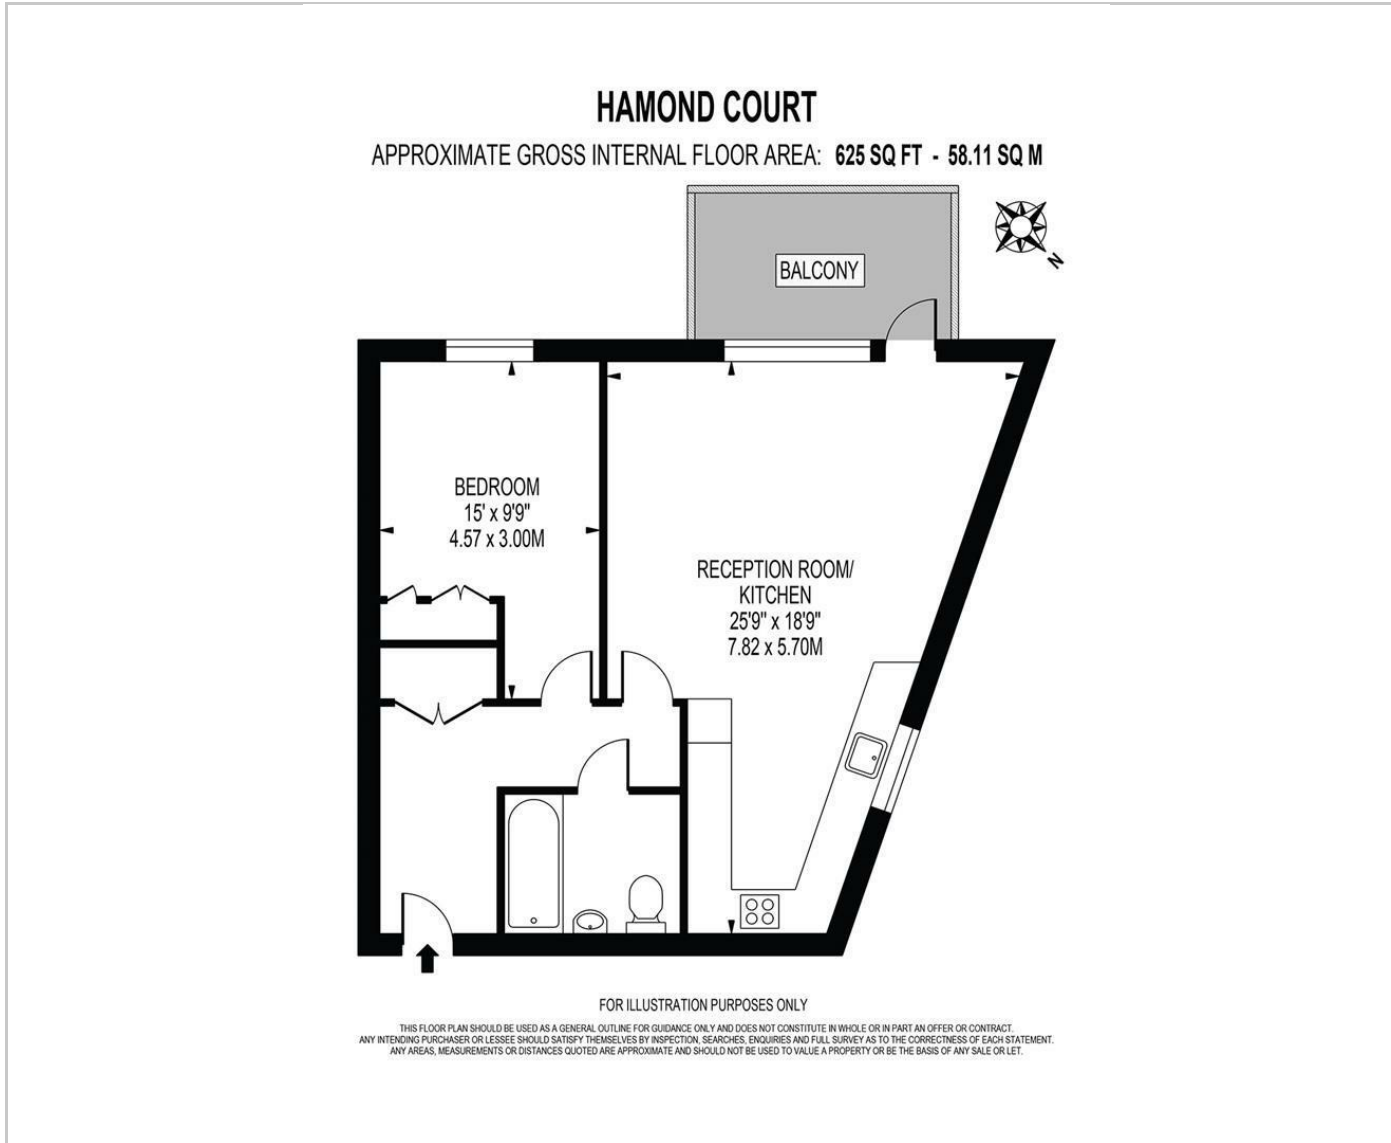 HAMOND COURT
APPROXIMATE GROSS INTERNAL FLOOR AREA: 625 SQ FT - 58.11 SQ M
N
BALCONY
BEDROOM
15' x 9'9"
4.57 x 3.00M
RECEPTION ROOM/
KITCHEN
25'9" x 18'9"
7.82 x 5.70M
FOR ILLUSTRATION PURPOSES ONLY
THIS FLOOR PLAN SHOULD BE USED AS A GENERAL OUTLINE FOR GUIDANCE ONLY AND DOES NOT CONSTITUTE IN WHOLE OR IN PART AN OFFER OR CONTRACT.
ANY INTENDING PURCHASER OR LESSEE SHOULD SATISFY THEMSELVES BY INSPECTION, SEARCHES, ENQUIRIES AND FULL SURVEY AS TO THE CORRECTNESS OF EACH STATEMENT.
ANY AREAS, MEASUREMENTS OR DISTANCES QUOTED ARE APPROXIMATE AND SHOULD NOT BE USED TO VALUE A PROPERTY OR BE THE BASIS OF ANY SALE OR LET.